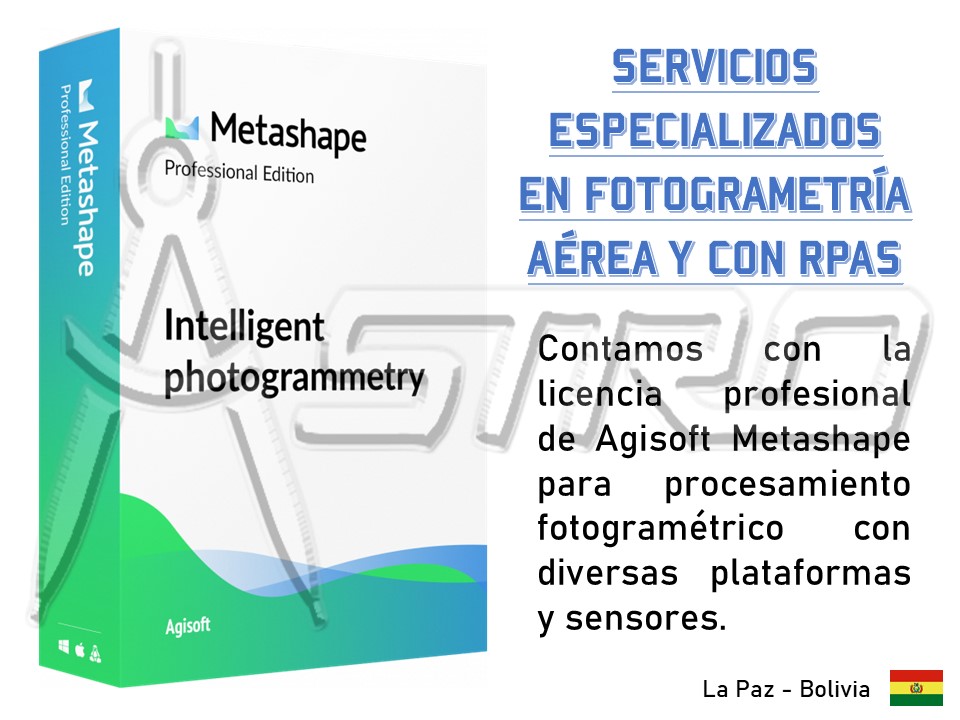 Metashape
Professional Edition
Metashape
Professional Edition
Intelligent
photogrammetry
Agisoft
SERVICIOS
ESPECIALIZADOS
EN FOTOGRAMETRÍA
AÉREA Y CON RPAS
ASTRO
Contamos con la
licencia profesional
de Agisoft Metashape
para procesamiento
fotogramétrico con
diversas plataformas
y sensores.
La Paz - Bolivia